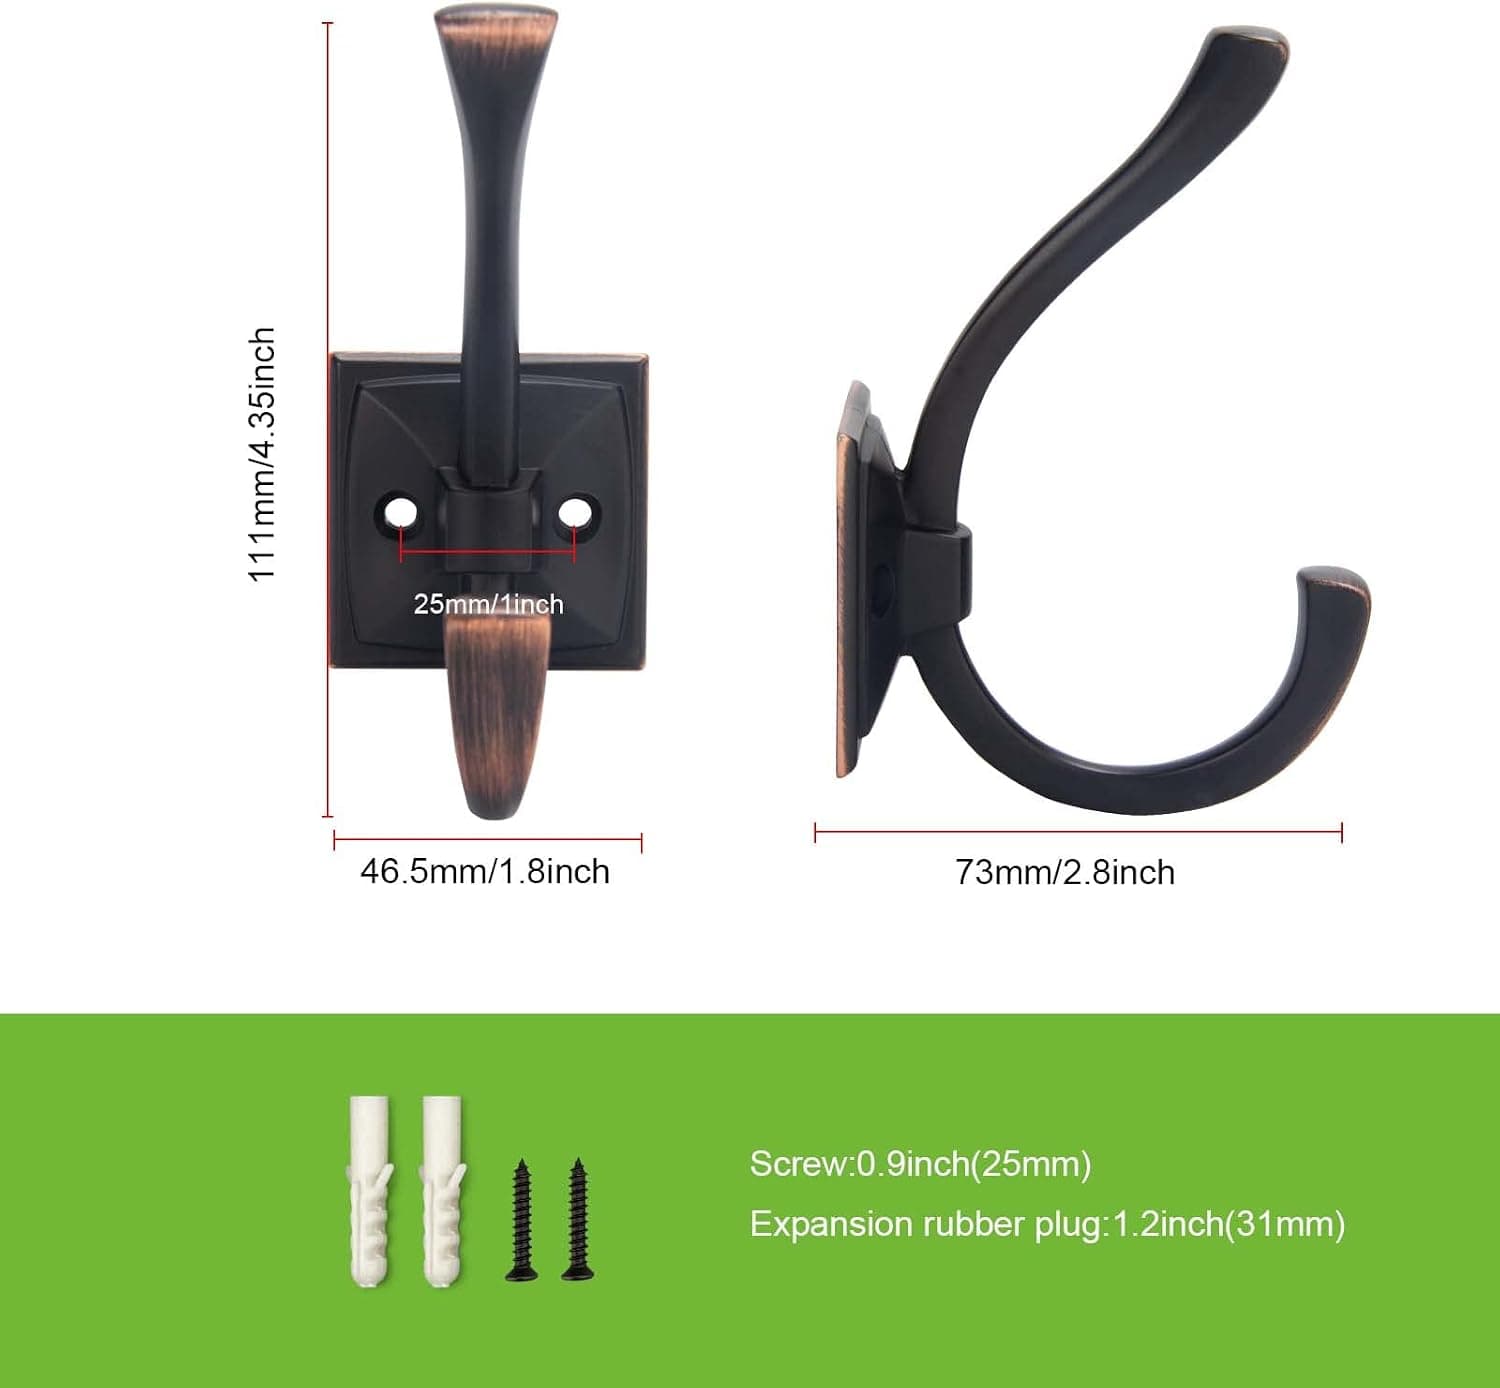 111mm/4.35inch
25mm/1inch
46.5mm/1.8inch
73mm/2.8inch
Screw:0.9inch(25mm)
Expansion rubber plug:1.2inch(31mm)